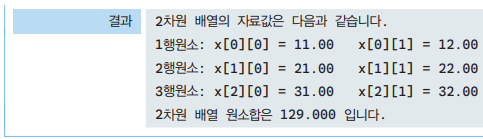 결과
2차원 배열의 자료값은 다음과 같습니다.
1행원소: x[0][0] = 11.00 x[0][1] = 12.00
2행원소: x[1][0] = 21.00 x[1][1] = 22.00
3행원소: x[2][0] = 31.00 x[2][1] = 32.00
2차원 배열 원소합은 129.000 입니다.